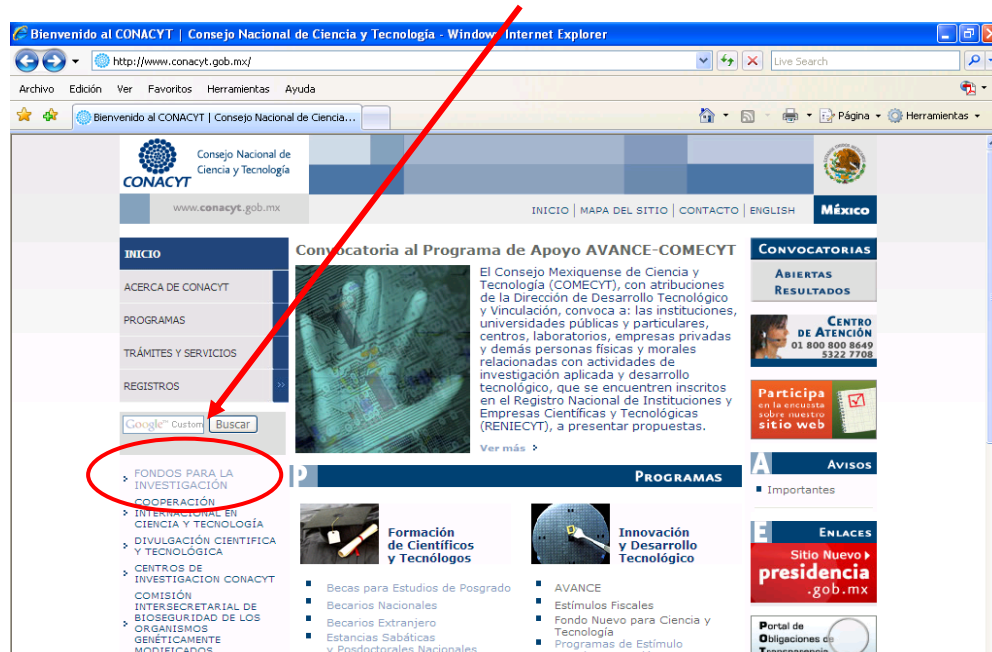 Bienvenido al CONACYT | Consejo Nacional de Ciencia y Tecnología - Windows Internet Explorer
http://www.conacyt.gob.mx/
Live Search
Archivo Edición Ver Favoritos Herramientas Ayuda
Bienvenido al CONACYT | Consejo Nacional de Ciencia...
Página Herramientas
CONACYT
Consejo Nacional de
Ciencia y Tecnología
www.conacyt.gob.mx
INICIO | MAPA DEL SITIO | CONTACTO | ENGLISH
MÉXICO
INICIO
ACERCA DE CONACYT
PROGRAMAS
TRÁMITES Y SERVICIOS
REGISTROS »
Google™ Custom Buscar
FONDOS PARA LA
INVESTIGACIÓN
COOPERACIÓN
INTERNACIONAL EN
CIENCIA Y TECNOLOGÍA
DIVULGACIÓN CIENTIFICA
Y TECNOLÓGICA
CENTROS DE
INVESTIGACION CONACYT
COMISIÓN
INTERSECRETARIAL DE
BIOSEGURIDAD DE LOS
ORGANISMOS
GENÉTICAMENTE
MODIFICADOS
Convocatoria al Programa de Apoyo AVANCE-COMECYT
El Consejo Mexiquense de Ciencia y
Tecnología (COMECYT), con atribuciones
de la Dirección de Desarrollo Tecnológico
y Vinculación, convoca a: las instituciones,
universidades públicas y particulares,
centros, laboratorios, empresas privadas
y demás personas físicas y morales
relacionadas con actividades de
investigación aplicada y desarrollo
tecnológico, que se encuentren inscritos
en el Registro Nacional de Instituciones y
Empresas Científicas y Tecnológicas
(RENIECYT), a presentar propuestas.
Ver más
P PROGRAMAS
Formación
de Científicos
y Tecnólogos
Becas para Estudios de Posgrado
Becarios Nacionales
Becarios Extranjero
Estancias Sabáticas
y Posdoctorales Nacionales
Innovación
y Desarrollo
Tecnológico
AVANCE
Estímulos Fiscales
Fondo Nuevo para Ciencia y
Tecnología
Programas de Estímulo
CONVOCATORIAS
ABIERTAS
RESULTADOS
CENTRO
DE ATENCIÓN
01 800 800 8649
5322 7708
Participa
en la encuesta
sobre nuestro
sitio web
A AVISOS
Importantes
E ENLACES
Sitio Nuevo
presidencia
.gob.mx
Portal de
Obligaciones de
Transparencia